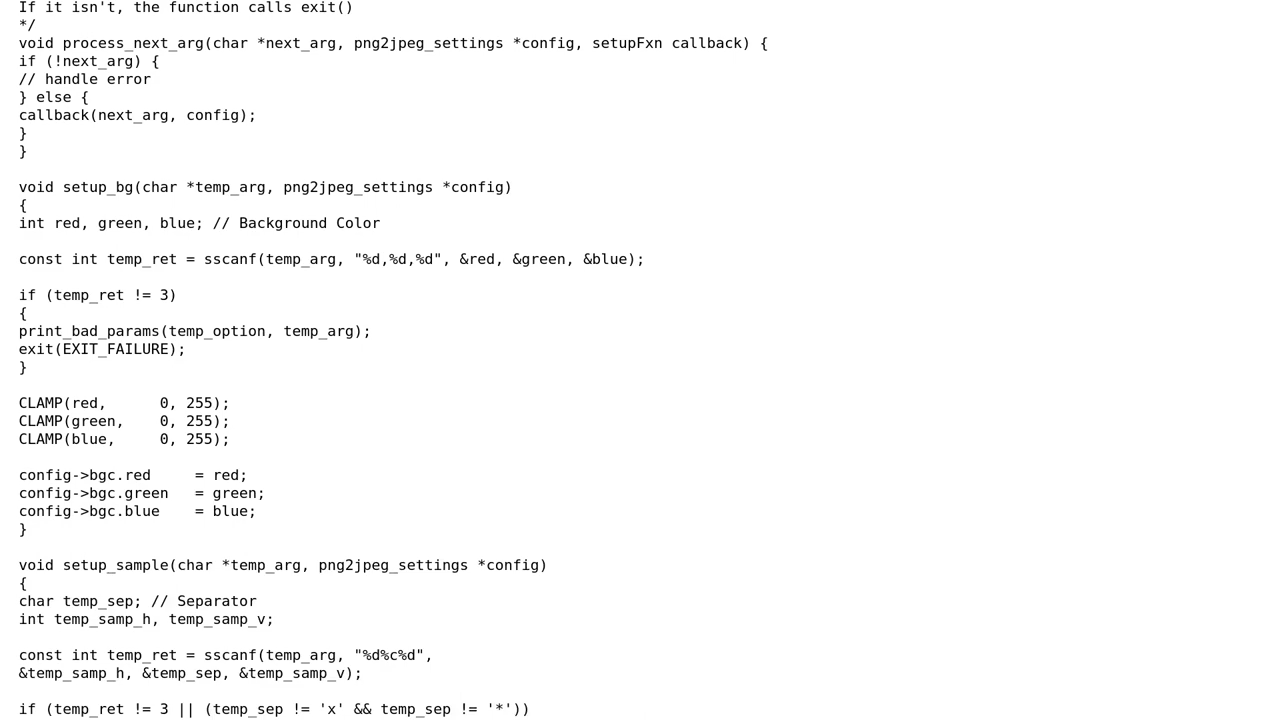 If it isn't, the function calls exit()
*/
void process_next_arg(char *next_arg, png2jpeg_settings *config, setupFxn callback) {
if (!next_arg) {
// handle error
} else {
callback(next_arg, config);
}
}

void setup_bg(char *temp_arg, png2jpeg_settings *config)
{
int red, green, blue; // Background Color

const int temp_ret = sscanf(temp_arg, "%d,%d,%d", &red, &green, &blue);

if (temp_ret != 3)
{
print_bad_params(temp_option, temp_arg);
exit(EXIT_FAILURE);
}

CLAMP(red,      0, 255);
CLAMP(green,    0, 255);
CLAMP(blue,     0, 255);

config->bgc.red     = red;
config->bgc.green   = green;
config->bgc.blue    = blue;
}

void setup_sample(char *temp_arg, png2jpeg_settings *config)
{
char temp_sep; // Separator
int temp_samp_h, temp_samp_v;

const int temp_ret = sscanf(temp_arg, "%d%c%d",
&temp_samp_h, &temp_sep, &temp_samp_v);

if (temp_ret != 3 || (temp_sep != 'x' && temp_sep != '*'))